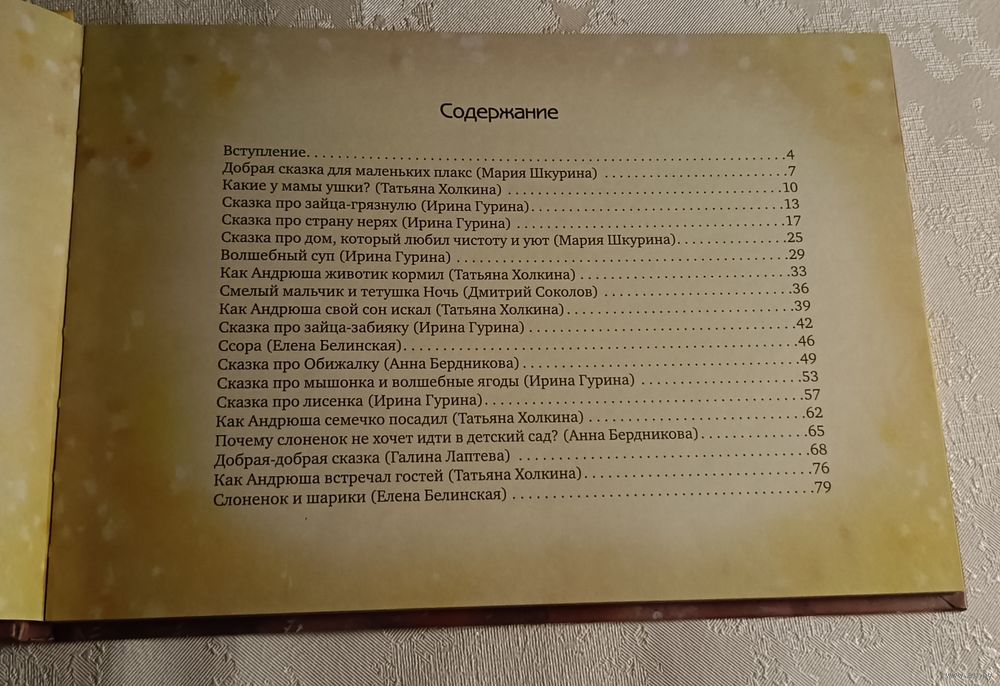 Содержание
Вступление. . . . . . . . . . . . . . . . . . . . . . . . . . . . . . . . . . . . . . . . . . . . . . . . . . . . . . . . . . . . .4
Добрая сказка для маленьких плакс (Мария Шкурина) . . . . . . . . . . . . . . . . . . . . . . . .7
Какие у мамы ушки? (Татьяна Холкина) . . . . . . . . . . . . . . . . . . . . . . . . . . . . . . . . . . .10
Сказка про зайца-грязнулю (Ирина Гурина). . . . . . . . . . . . . . . . . . . . . . . . . . . . . . . .13
Сказка про страну нерях (Ирина Гурина) . . . . . . . . . . . . . . . . . . . . . . . . . . . . . . . . . .17
Сказка про дом, который любил чистоту и уют (Мария Шкурина). . . . . . . . . . . . . .25
Волшебный суп (Ирина Гурина) . . . . . . . . . . . . . . . . . . . . . . . . . . . . . . . . . . . . . . . . . .29
Как Андрюша животик кормил (Татьяна Холкина) . . . . . . . . . . . . . . . . . . . . . . . . . . .33
Смелый мальчик и тетушка Ночь (Дмитрий Соколов) . . . . . . . . . . . . . . . . . . . . . . . .36
Как Андрюша свой сон искал (Татьяна Холкина). . . . . . . . . . . . . . . . . . . . . . . . . . . . .39
Сказка про зайца-забияку (Ирина Гурина) . . . . . . . . . . . . . . . . . . . . . . . . . . . . . . . . . .42
Ссора (Елена Белинская). . . . . . . . . . . . . . . . . . . . . . . . . . . . . . . . . . . . . . . . . . . . . . . . .46
Сказка про Обижалку (Анна Бердникова) . . . . . . . . . . . . . . . . . . . . . . . . . . . . . . . . . . .49
Сказка про мышонка и волшебные ягоды (Ирина Гурина) . . . . . . . . . . . . . . . . . . . . .53
Сказка про лисенка (Ирина Гурина). . . . . . . . . . . . . . . . . . . . . . . . . . . . . . . . . . . . . . . .57
Как Андрюша семечко посадил (Татьяна Холкина) . . . . . . . . . . . . . . . . . . . . . . . . . . .62
Почему слоненок не хочет идти в детский сад? (Анна Бердникова). . . . . . . . . . . . . .65
Добрая-добрая сказка (Галина Лаптева) . . . . . . . . . . . . . . . . . . . . . . . . . . . . . . . . . . . .68
Как Андрюша встречал гостей (Татьяна Холкина). . . . . . . . . . . . . . . . . . . . . . . . . . . .76
Слоненок и шарики (Елена Белинская) . . . . . . . . . . . . . . . . . . . . . . . . . . . . . . . . . . . . .79